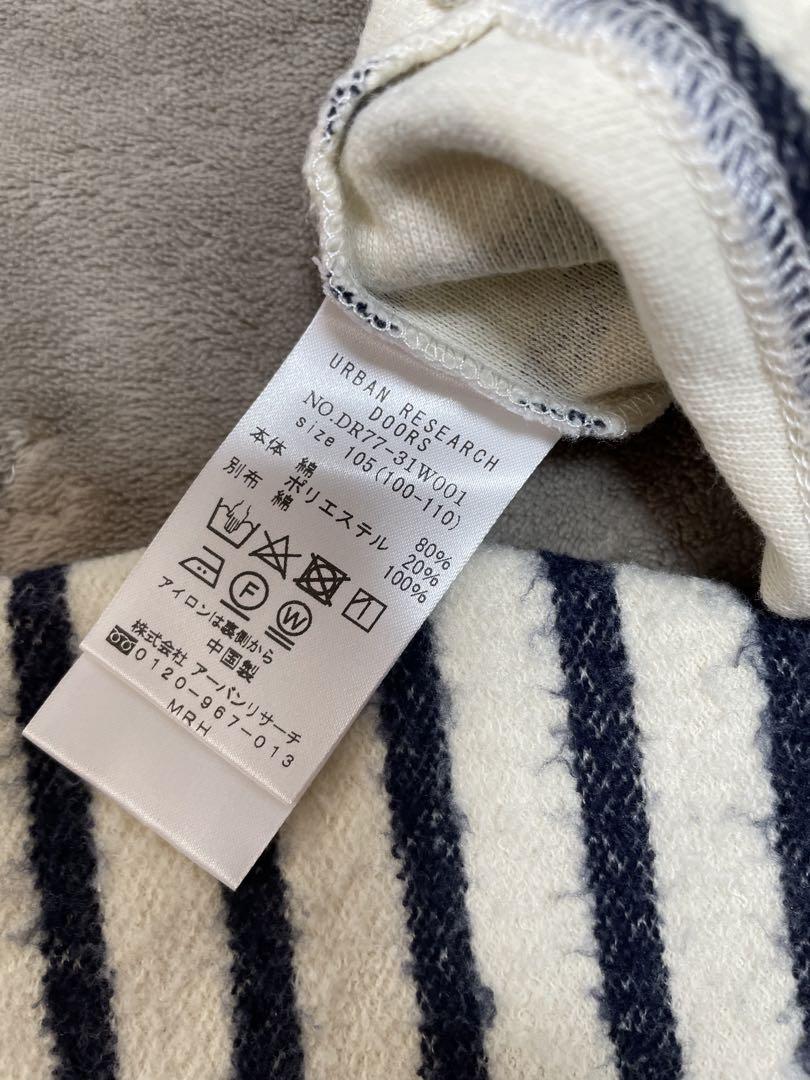 URBAN RESEARCH
DOORS
NO.DR77-31W001
size 105(100-110)
本体 綿 80%
ポリエステル 20%
別布 綿 100%
F W
アイロンは裏側から
中国製
株式会社 アーバンリサーチ
0120-967-013
MRH